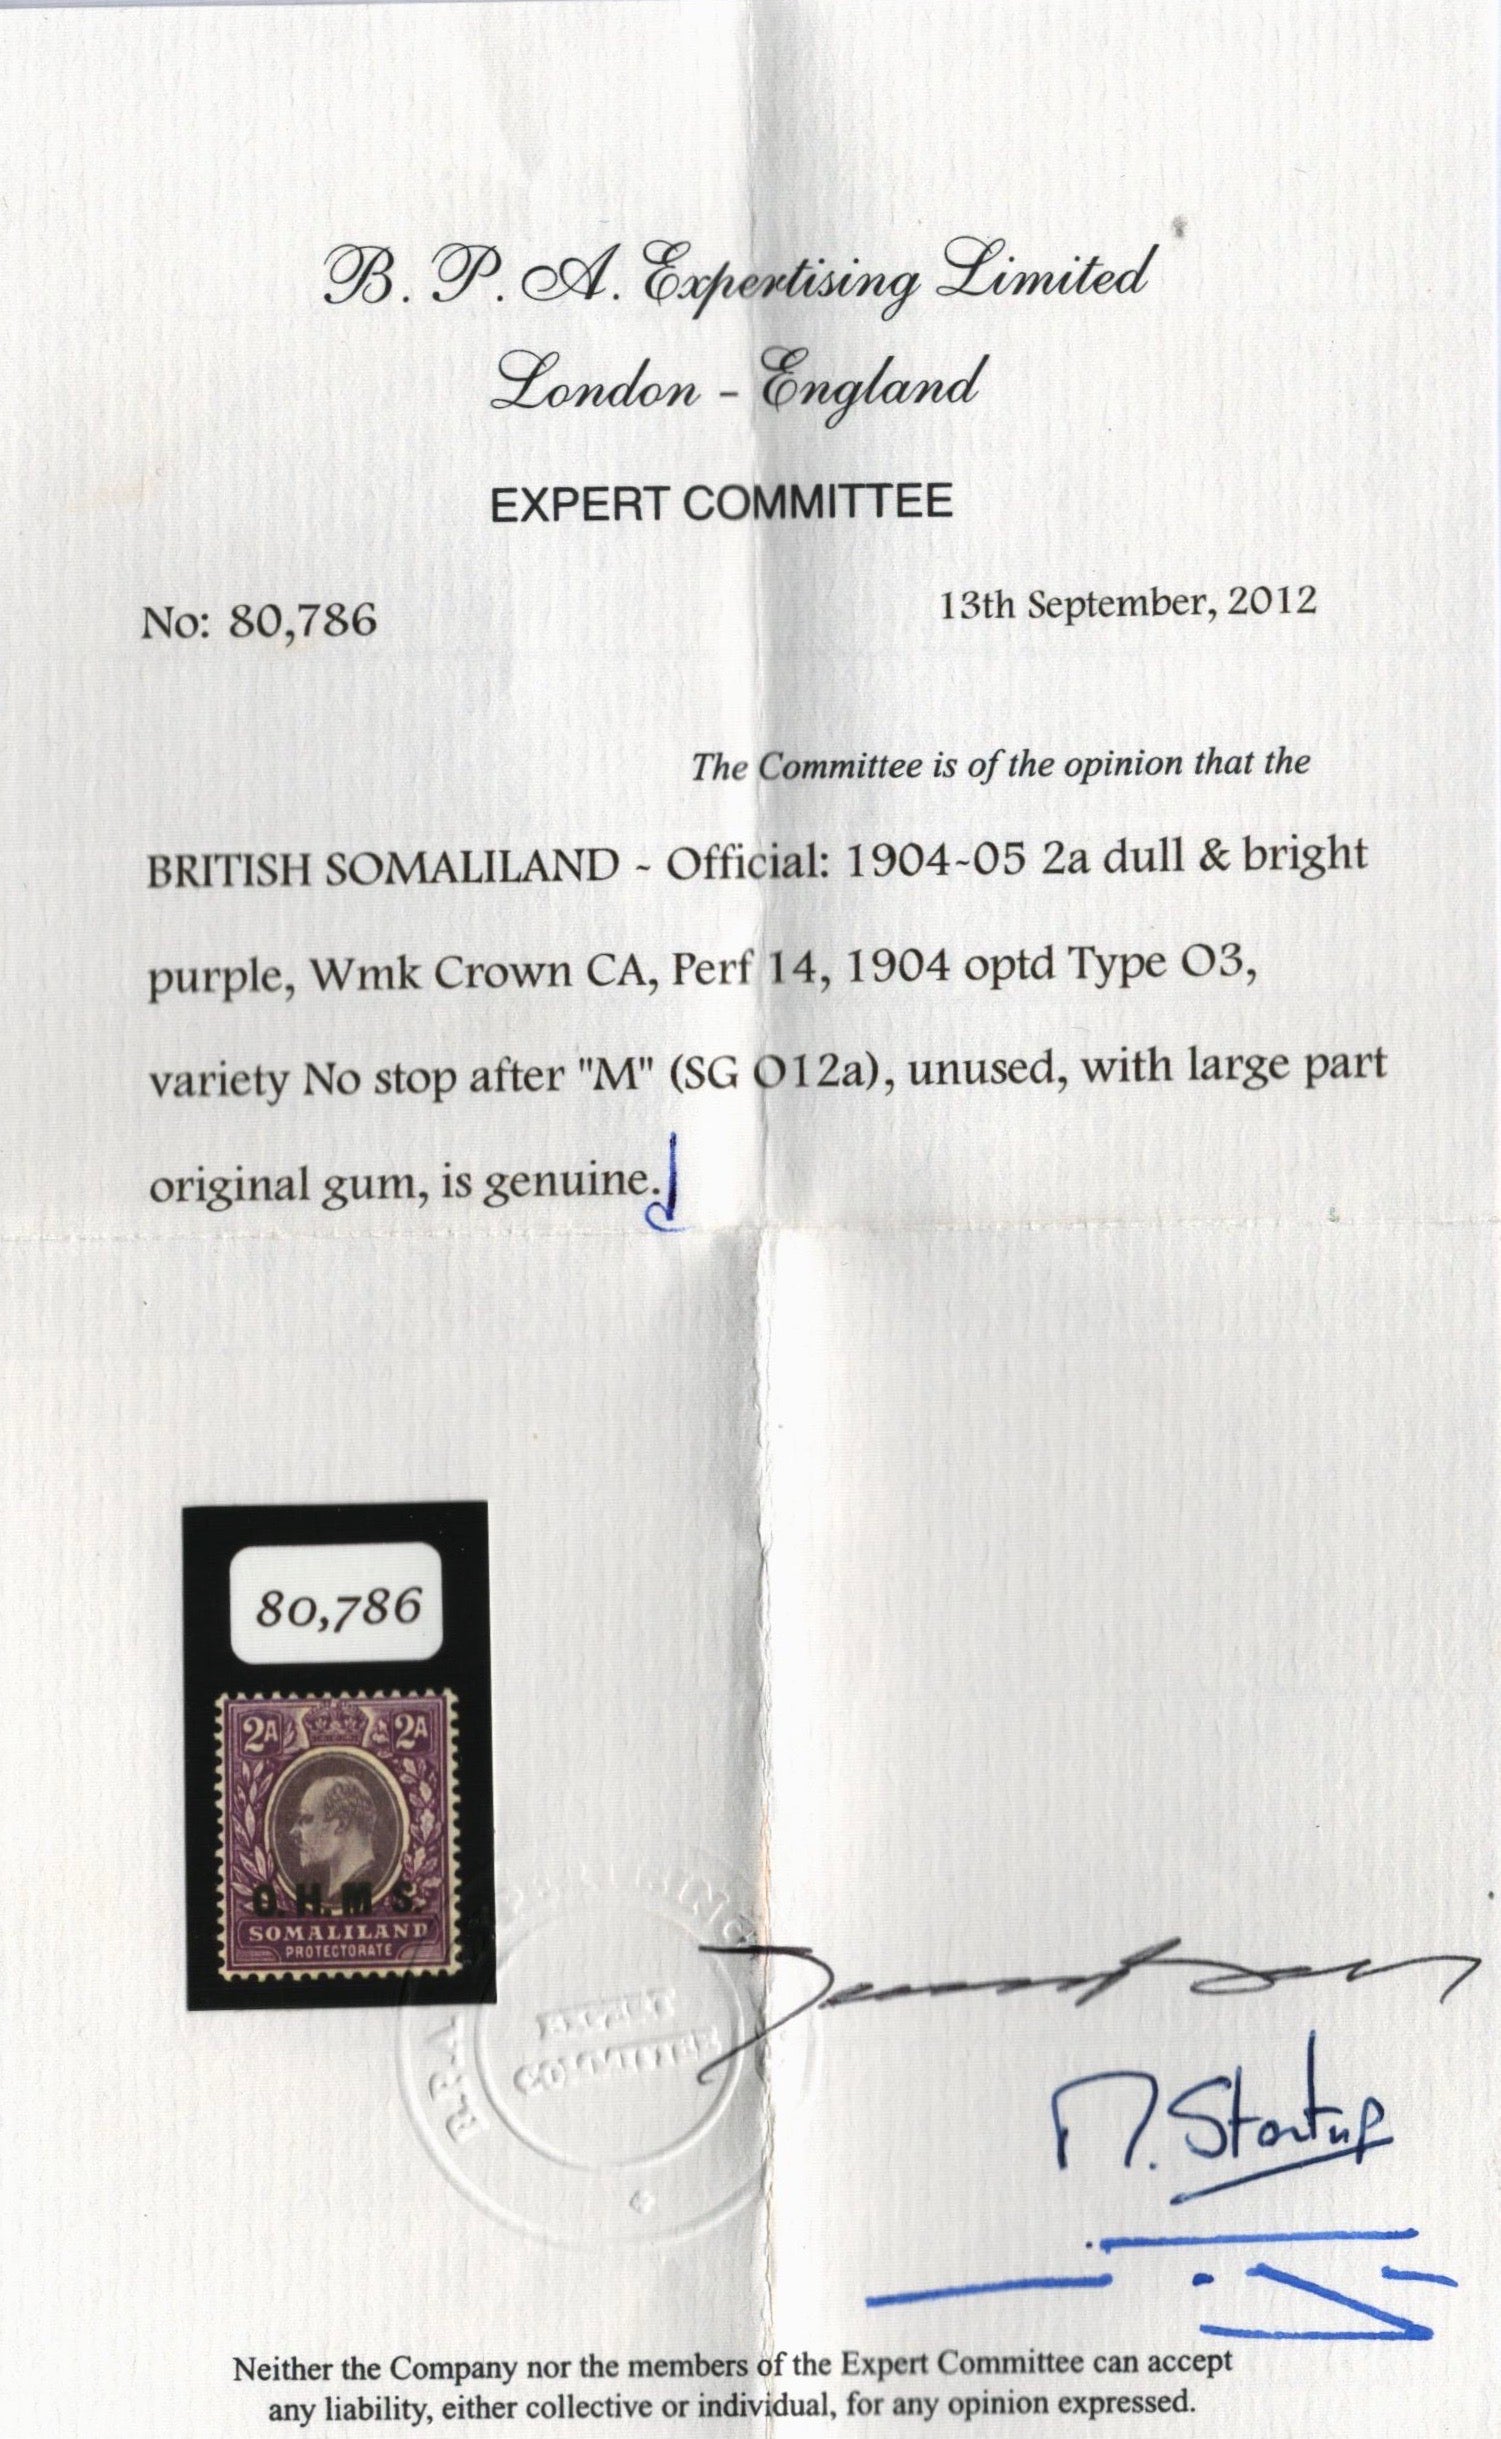 B. P. A. Expertising Limited
London - England
EXPERT COMMITTEE
No: 80,786
13th September, 2012
The Committee is of the opinion that the
BRITISH SOMALILAND - Official: 1904-05 2a dull & bright
purple, Wmk Crown CA, Perf 14, 1904 optd Type O3,
variety No stop after "M" (SG O12a), unused, with large part
original gum, is genuine.
80,786
2A 2A
O.H.M S.
SOMALILAND
PROTECTORATE
B.P.A. EXPERTISING
EXPERT
COMMITTEE
M. Startup
Neither the Company nor the members of the Expert Committee can accept
any liability, either collective or individual, for any opinion expressed.